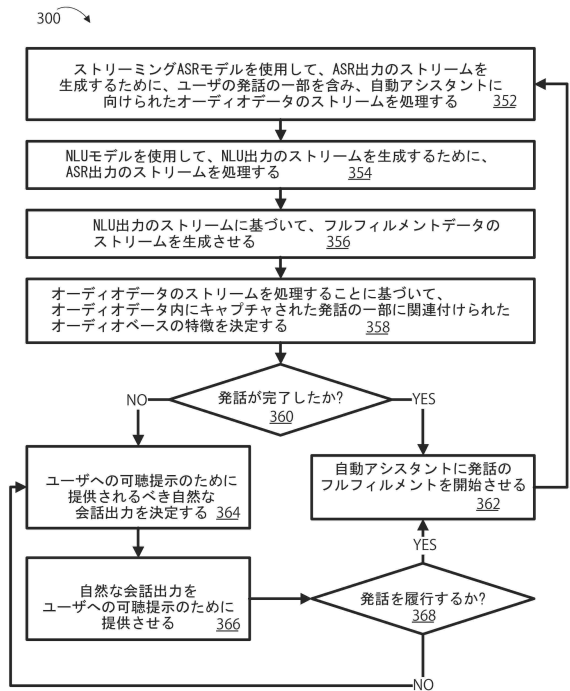 300
ストリーミングASRモデルを使用して、ASR出力のストリームを
生成するために、ユーザの発話の一部を含み、自動アシスタントに
向けられたオーディオデータのストリームを処理する 352
NLUモデルを使用して、NLU出力のストリームを生成するために、
ASR出力のストリームを処理する 354
NLU出力のストリームに基づいて、フルフィルメントデータの
ストリームを生成させる 356
オーディオデータのストリームを処理することに基づいて、
オーディオデータ内にキャプチャされた発話の一部に関連付けられた
オーディオベースの特徴を決定する 358
発話が完了したか?
360
NO
YES
ユーザへの可聴提示のために
提供されるべき自然な
会話出力を決定する 364
自動アシスタントに発話の
フルフィルメントを開始させる
362
自然な会話出力を
ユーザへの可聴提示のために
提供させる 366
YES
発話を履行するか?
368
NO